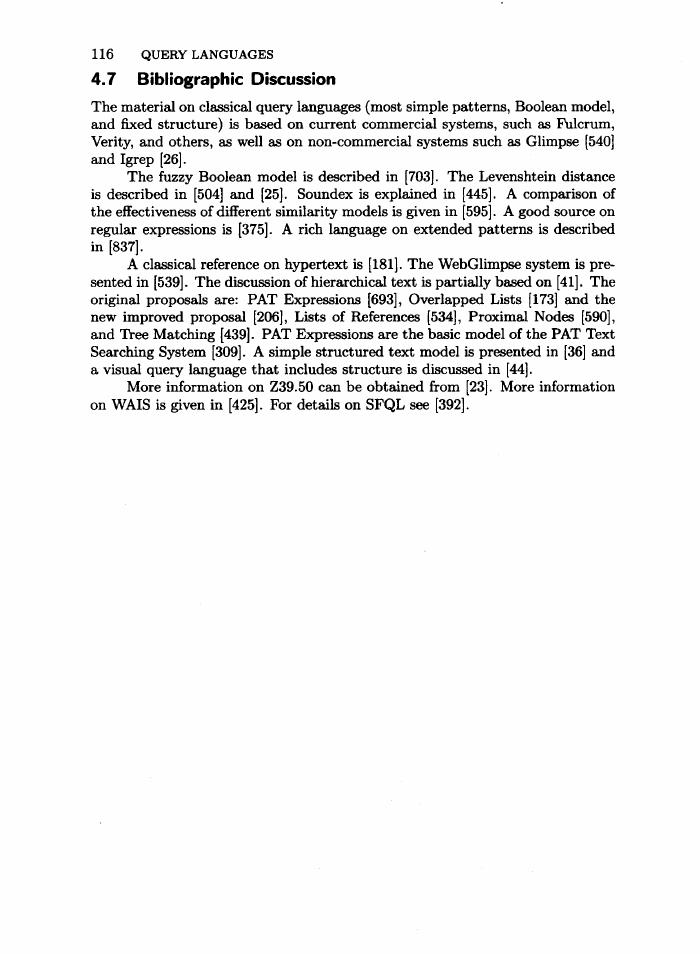 116 QUERY LANGUAGES
4.7 Bibliographic Discussion
The material on classical query languages (most simple patterns, Boolean model,
and fixed structure) is based on current commercial systems, such as Fulcrum,
Verity, and others, as well as on non-commercial systems such as Glimpse [540]
and Igrep [26].
The fuzzy Boolean model is described in [703]. The Levenshtein distance
is described in [504] and [25]. Soundex is explained in [445]. A comparison of
the effectiveness of different similarity models is given in [595]. A good source on
regular expressions is [375]. A rich language on extended patterns is described
in [837].
A classical reference on hypertext is [181]. The WebGlimpse system is pre-
sented in [539]. The discussion of hierarchical text is partially based on [41]. The
original proposals are: PAT Expressions [693], Overlapped Lists [173] and the
new improved proposal [206], Lists of References [534], Proximal Nodes [590],
and Tree Matching [439]. PAT Expressions are the basic model of the PAT Text
Searching System [309]. A simple structured text model is presented in [36] and
a visual query language that includes structure is discussed in [44].
More information on Z39.50 can be obtained from [23]. More information
on WAIS is given in [425]. For details on SFQL see [392].